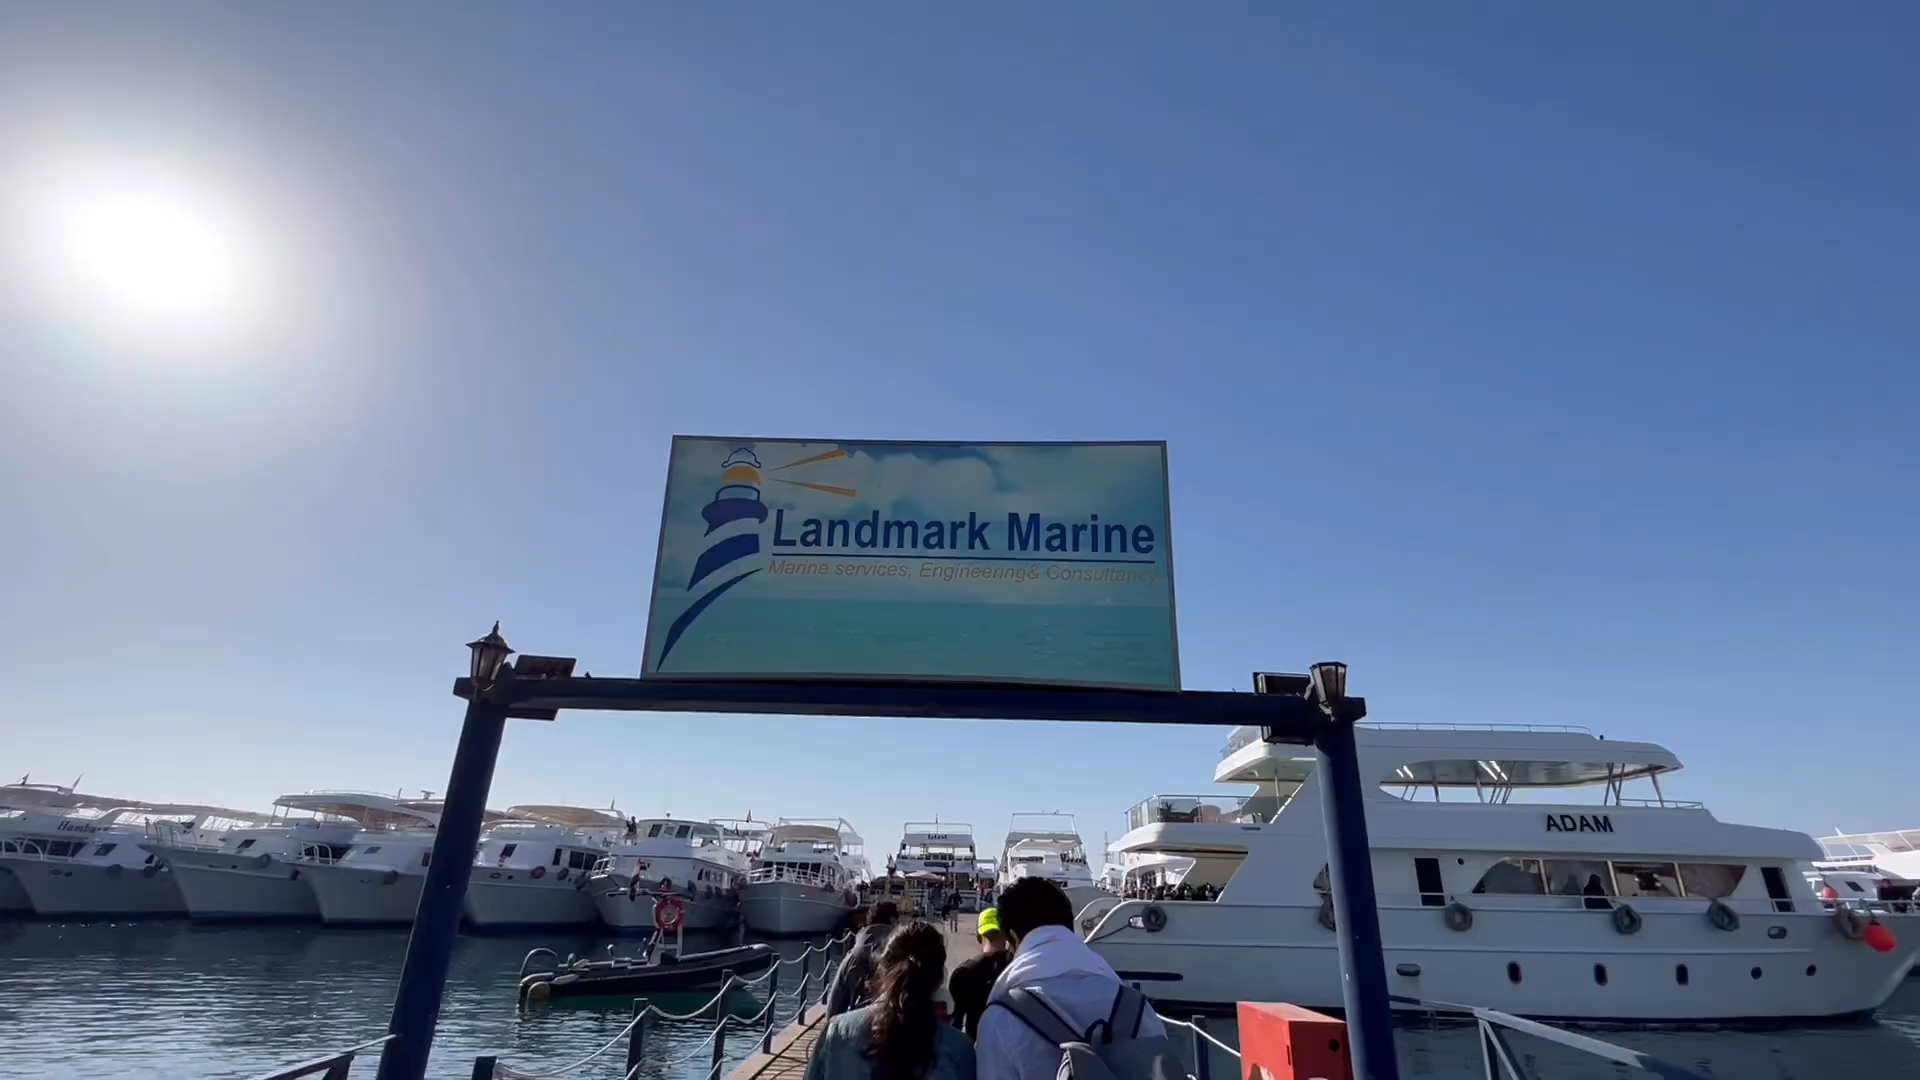 Landmark Marine
Marine services, Engineering& Consultancy
ADAM